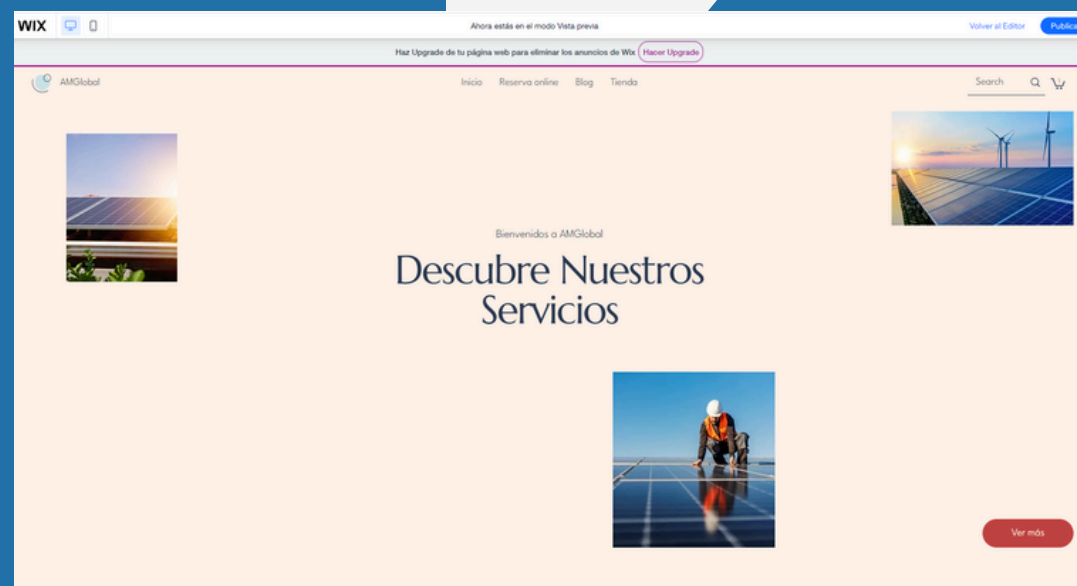 WIX
Ahora estás en el modo Vista previa
Volver al Editor
Publica
Haz Upgrade de tu página web para eliminar los anuncios de Wix
Hacer Upgrade
AMGlobal
Inicio
Reserva online
Blog
Tienda
Search
Bienvenidos a AMGlobal
Descubre Nuestros
Servicios
Ver más